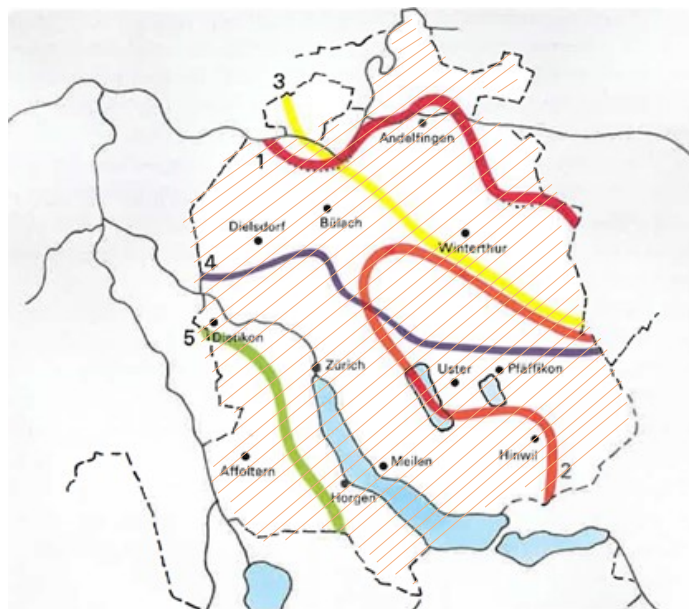 3
Andelfingen
1
Bülach
Dielsdorf
Winterthur
4
5
Dietikon
Zürich
Uster
Pfäffikon
Hinwil
Meilen
Affoltern
2
Horgen